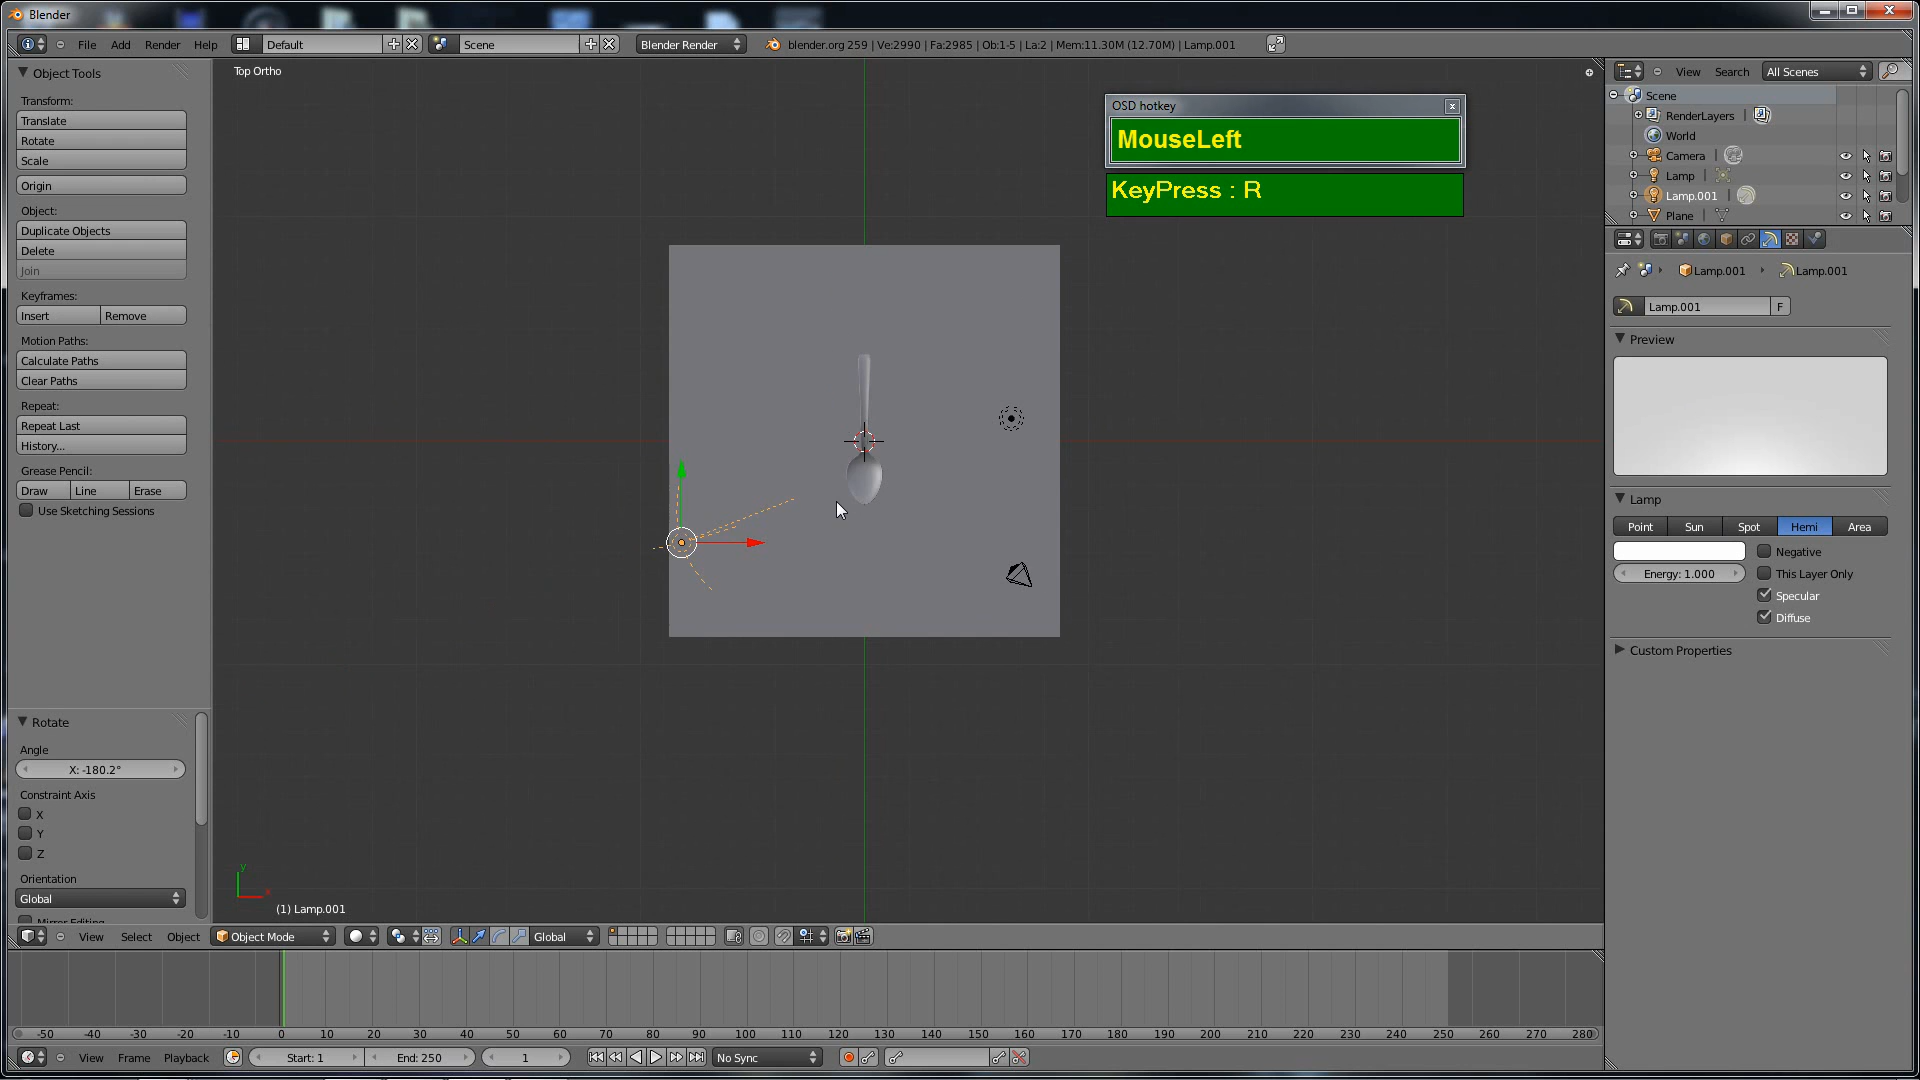 Blender
File Add Render Help Default Scene Blender Render blender.org 259 | Ve:2990 | Fa:2985 | Ob:1-5 | La:2 | Mem:11.30M (12.70M) | Lamp.001
Object Tools
Transform:
Translate
Rotate
Scale
Origin
Object:
Duplicate Objects
Delete
Join
Keyframes:
Insert Remove
Motion Paths:
Calculate Paths
Clear Paths
Repeat:
Repeat Last
History...
Grease Pencil:
Draw Line Erase
Use Sketching Sessions
Rotate
Angle
X: -180.2°
Constraint Axis
X
Y
Z
Orientation
Global
Mirror Editing
Top Ortho
OSD hotkey
x
MouseLeft
KeyPress : R
y
x
(1) Lamp.001
View Select Object Object Mode Global
-50 -40 -30 -20 -10 0 10 20 30 40 50 60 70 80 90 100 110 120 130 140 150 160 170 180 190 200 210 220 230 240 250 260 270 280
View Frame Playback Start: 1 End: 250 1 No Sync
View Search All Scenes
Scene
RenderLayers |
World
Camera |
Lamp |
Lamp.001 |
Plane |
Lamp.001 Lamp.001
Lamp.001 F
Preview
Lamp
Point Sun Spot Hemi Area
Negative
Energy: 1.000 This Layer Only
Specular
Diffuse
Custom Properties